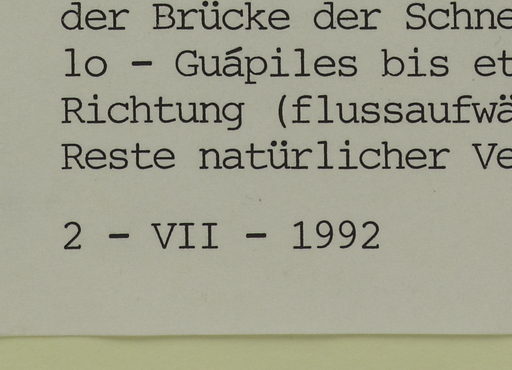 der Brücke der Schne
lo - Guápiles bis et
Richtung (flussaufwä
Reste natürlicher Ve
2 - VII - 1992